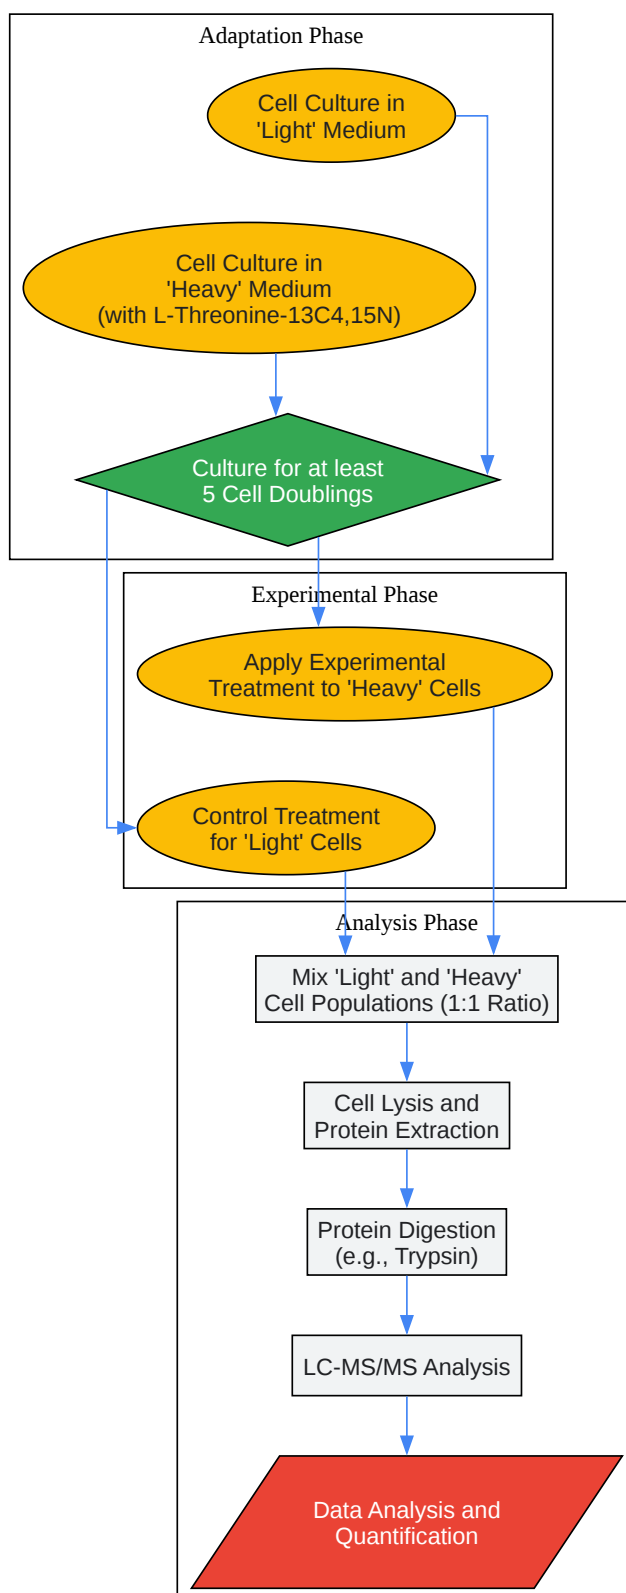 Adaptation Phase
Cell Culture in
'Light' Medium
Cell Culture in
'Heavy' Medium
(with L-Threonine-13C4,15N)
Culture for at least
5 Cell Doublings
Experimental Phase
Apply Experimental
Treatment to 'Heavy' Cells
Control Treatment
for 'Light' Cells
Analysis Phase
Mix 'Light' and 'Heavy'
Cell Populations (1:1 Ratio)
Cell Lysis and
Protein Extraction
Protein Digestion
(e.g., Trypsin)
LC-MS/MS Analysis
Data Analysis and
Quantification